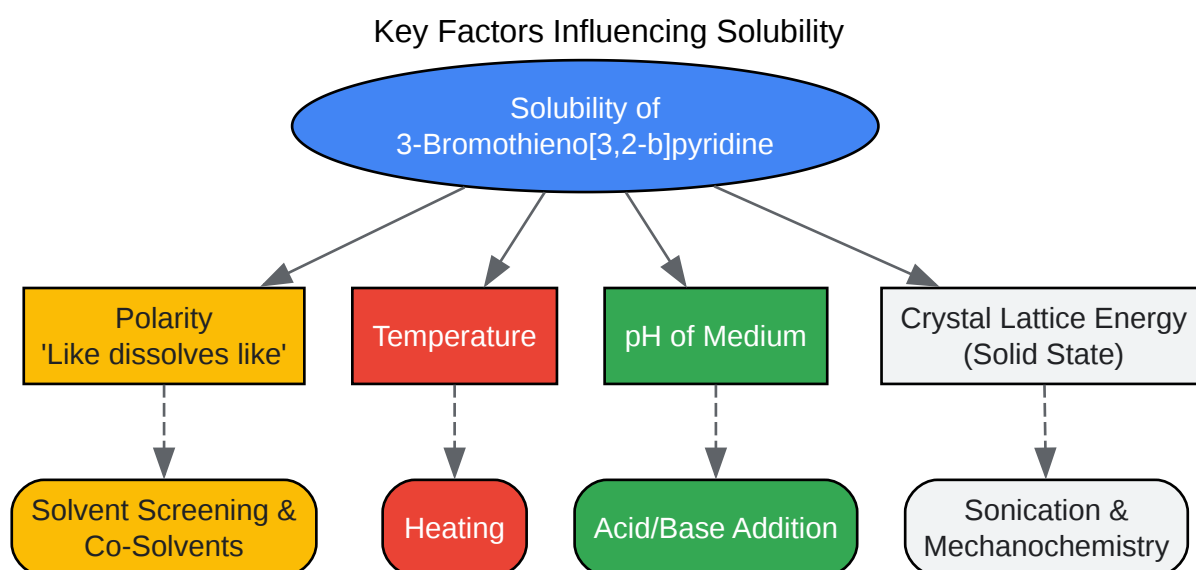 Key Factors Influencing Solubility
Solubility of
3-Bromothieno[3,2-b]pyridine
Polarity
'Like dissolves like'
Temperature
pH of Medium
Crystal Lattice Energy
(Solid State)
Solvent Screening &
Co-Solvents
Heating
Acid/Base Addition
Sonication &
Mechanochemistry